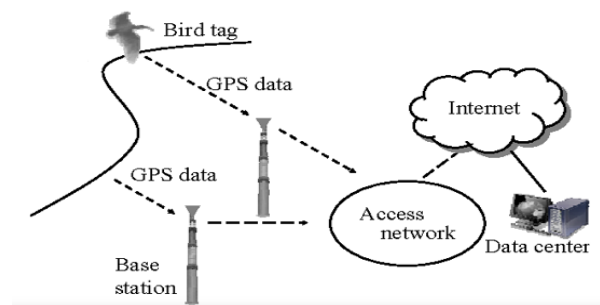 Bird tag
GPS data
Internet
GPS data
Access
network
Data center
Base
station